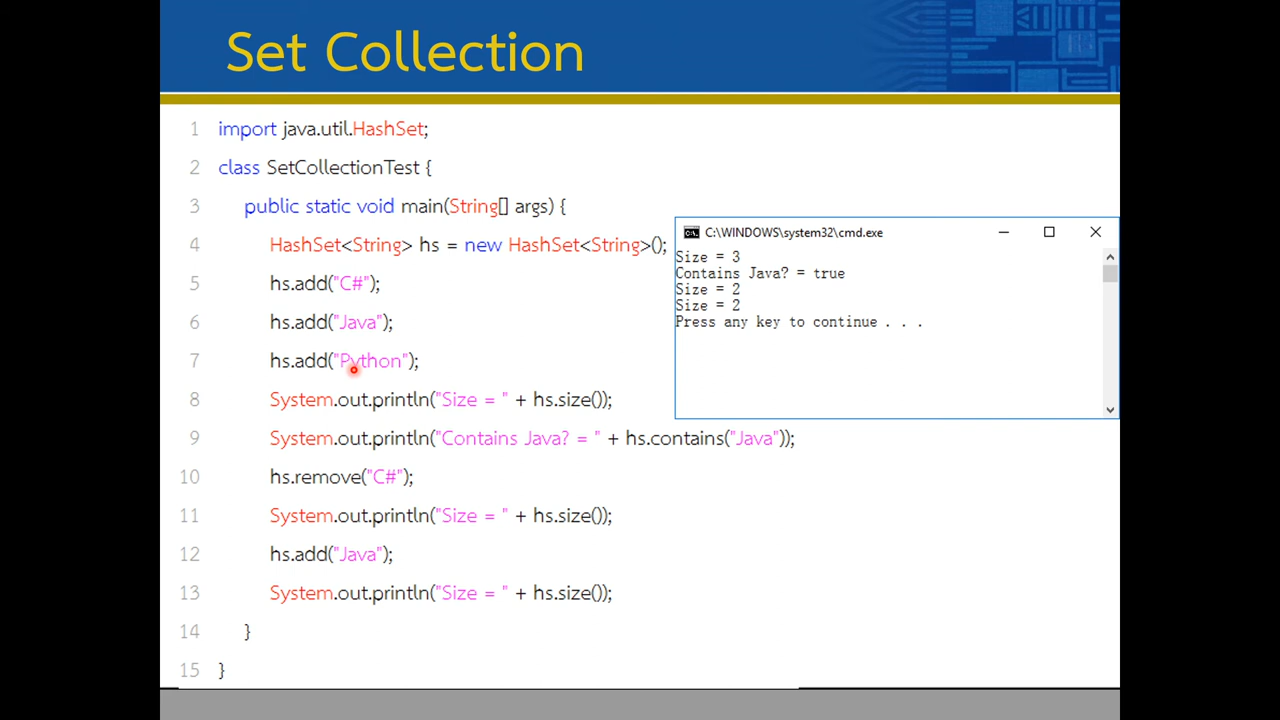 Set Collection
1 import java.util.HashSet;
2 class SetCollectionTest {
3 public static void main(String[] args) {
4 HashSet<String> hs = new HashSet<String>();
5 hs.add("C#");
6 hs.add("Java");
7 hs.add("Python");
8 System.out.println("Size = " + hs.size());
9 System.out.println("Contains Java? = " + hs.contains("Java"));
10 hs.remove("C#");
11 System.out.println("Size = " + hs.size());
12 hs.add("Java");
13 System.out.println("Size = " + hs.size());
14 }
15 }
C:\WINDOWS\system32\cmd.exe
Size = 3
Contains Java? = true
Size = 2
Size = 2
Press any key to continue . . .